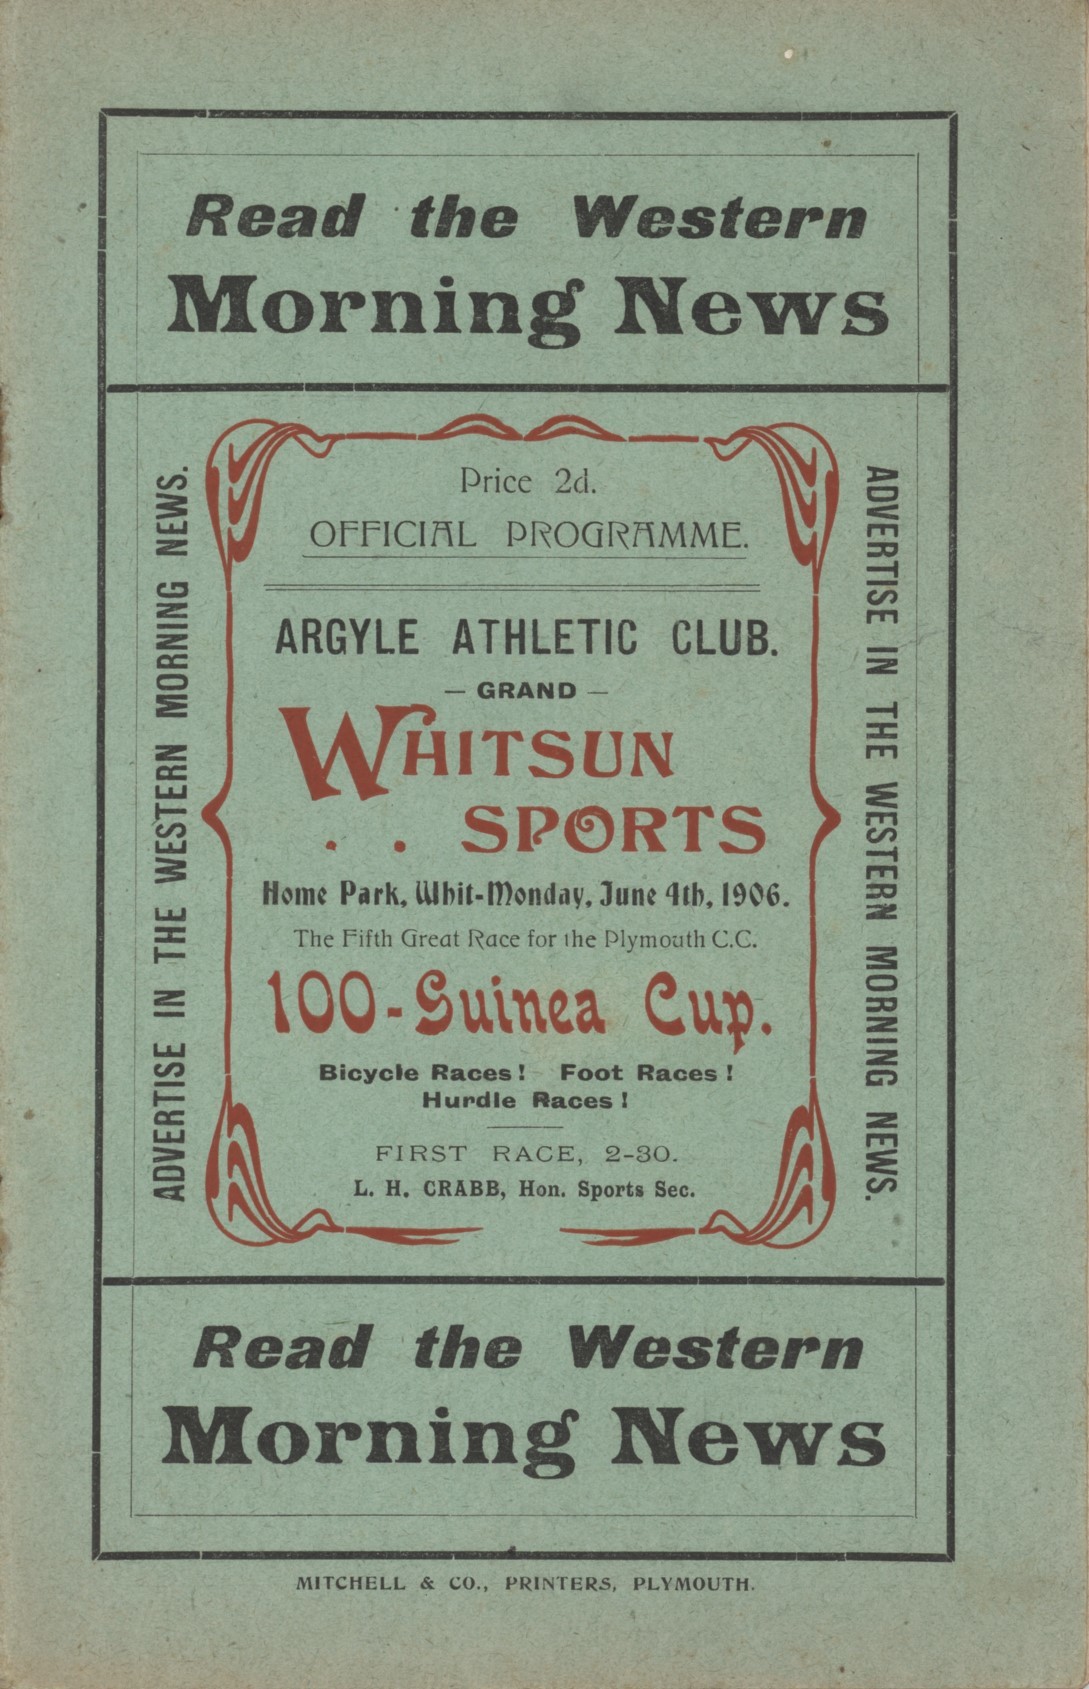 Read the Western
Morning News
ADVERTISE IN THE WESTERN MORNING NEWS.
Price 2d.
OFFICIAL PROGRAMME.
ARGYLE ATHLETIC CLUB.
— GRAND —
WHITSUN
. . SPORTS
Home Park, Whit-Monday, June 4th, 1906.
The Fifth Great Race for the Plymouth C.C.
100-Guinea Cup.
Bicycle Races! Foot Races!
Hurdle Races!
FIRST RACE, 2-30.
L. H. CRABB, Hon. Sports Sec.
ADVERTISE IN THE WESTERN MORNING NEWS.
Read the Western
Morning News
MITCHELL & CO., PRINTERS, PLYMOUTH.